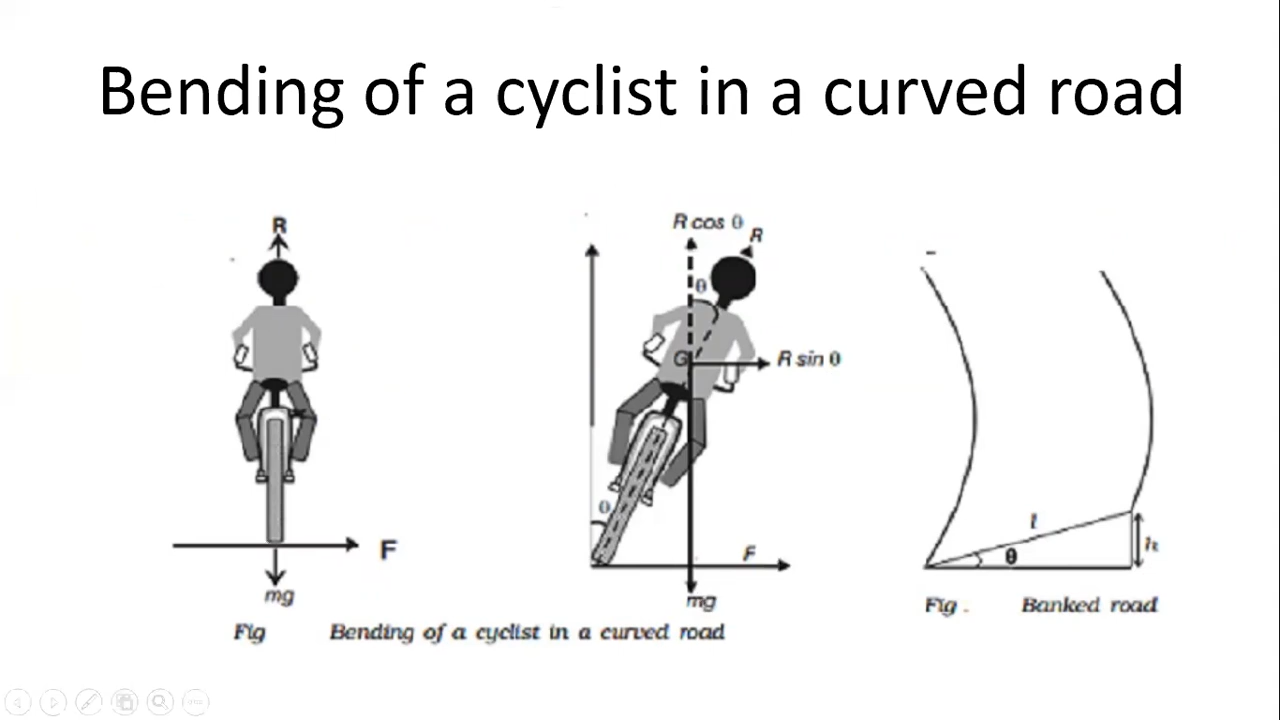 Bending of a cyclist in a curved road
R
F
mg
R cos θ
R
θ
G
R sin θ
θ
F
mg
l
θ
h
Fig Bending of a cyclist in a curved road
Fig . Banked road